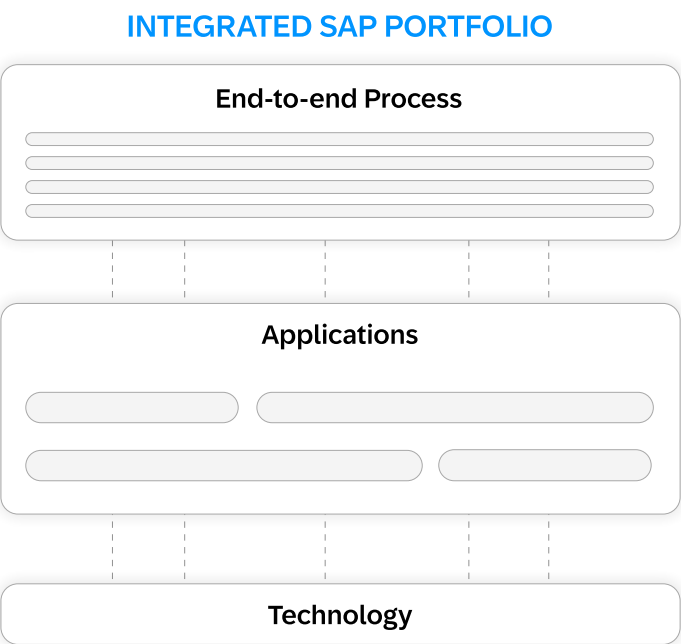 INTEGRATED SAP PORTFOLIO
End-to-end Process
Applications
Technology